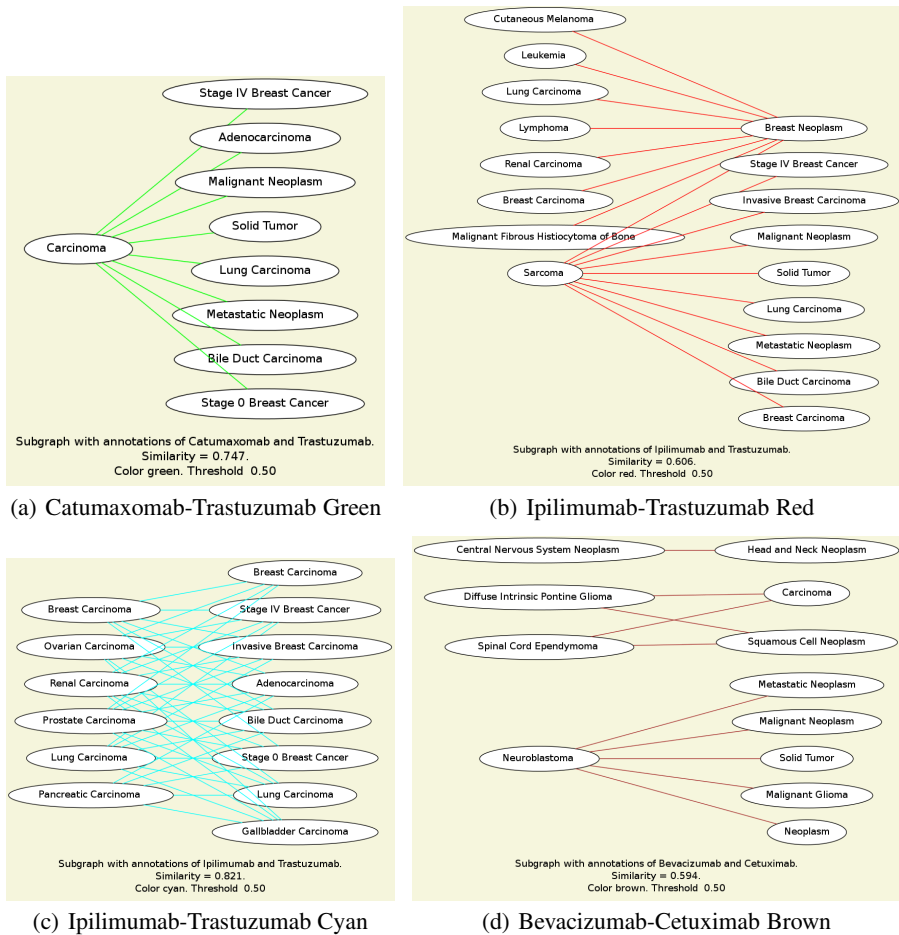 Stage IV Breast Cancer
Adenocarcinoma
Malignant Neoplasm
Solid Tumor
Carcinoma
Lung Carcinoma
Metastatic Neoplasm
Bile Duct Carcinoma
Stage 0 Breast Cancer
Subgraph with annotations of Catumaxomab and Trastuzumab.
Similarity = 0.747.
Color green. Threshold 0.50
(a) Catumaxomab-Trastuzumab Green
Cutaneous Melanoma
Leukemia
Lung Carcinoma
Lymphoma
Breast Neoplasm
Renal Carcinoma
Stage IV Breast Cancer
Breast Carcinoma
Invasive Breast Carcinoma
Malignant Fibrous Histiocytoma of Bone
Malignant Neoplasm
Sarcoma
Solid Tumor
Lung Carcinoma
Metastatic Neoplasm
Bile Duct Carcinoma
Breast Carcinoma
Subgraph with annotations of Ipilimumab and Trastuzumab.
Similarity = 0.606.
Color red. Threshold 0.50
(b) Ipilimumab-Trastuzumab Red
Breast Carcinoma
Breast Carcinoma
Stage IV Breast Cancer
Ovarian Carcinoma
Invasive Breast Carcinoma
Renal Carcinoma
Adenocarcinoma
Prostate Carcinoma
Bile Duct Carcinoma
Lung Carcinoma
Stage 0 Breast Cancer
Pancreatic Carcinoma
Lung Carcinoma
Gallbladder Carcinoma
Subgraph with annotations of Ipilimumab and Trastuzumab.
Similarity = 0.821.
Color cyan. Threshold 0.50
(c) Ipilimumab-Trastuzumab Cyan
Central Nervous System Neoplasm
Head and Neck Neoplasm
Diffuse Intrinsic Pontine Glioma
Carcinoma
Spinal Cord Ependymoma
Squamous Cell Neoplasm
Metastatic Neoplasm
Malignant Neoplasm
Neuroblastoma
Solid Tumor
Malignant Glioma
Neoplasm
Subgraph with annotations of Bevacizumab and Cetuximab.
Similarity = 0.594.
Color brown. Threshold 0.50
(d) Bevacizumab-Cetuximab Brown